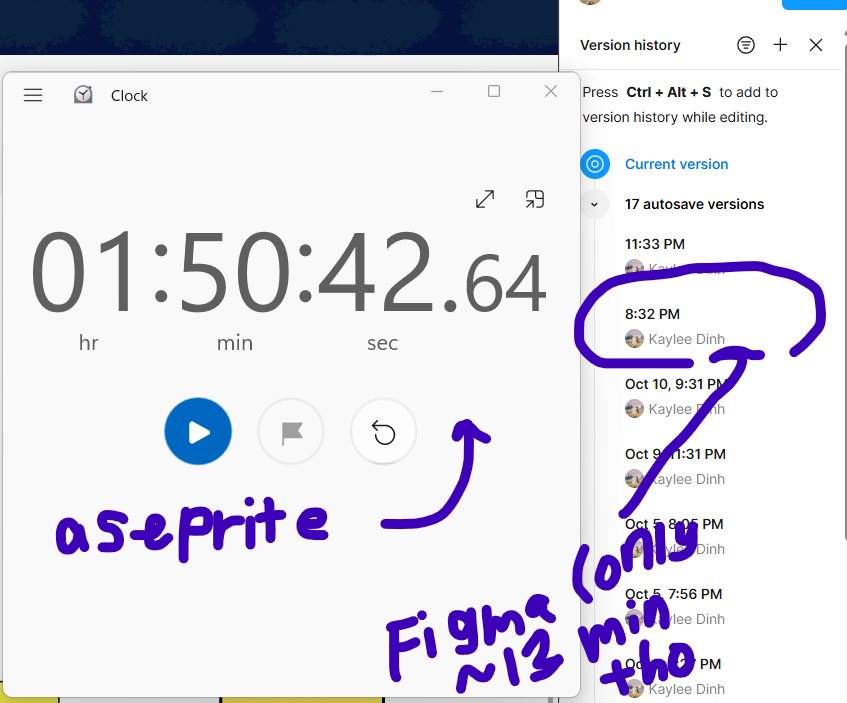 Version history
Clock
Press Ctrl + Alt + S to add to
version history while editing.
Current version
17 autosave versions
11:33 PM
Kaylee Dinh
01:50:42.64
hr min sec
8:32 PM
Kaylee Dinh
Oct 10, 9:31 PM
Kaylee Dinh
Oct 9, 11:31 PM
Kaylee Dinh
Oct 5, 8:05 PM
Kaylee Dinh
Oct 5, 7:56 PM
Kaylee Dinh
PM
Kaylee Dinh
aseprite
Figma (only
~13 min
tho